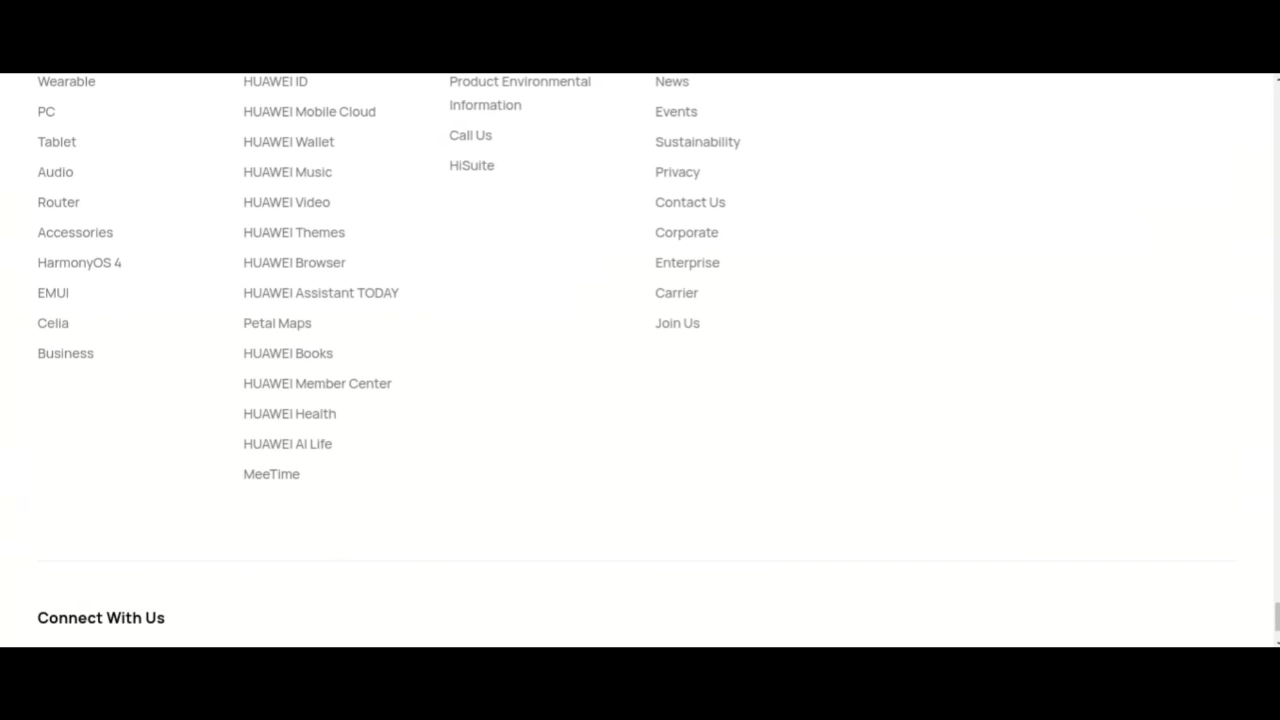 Wearable
PC
Tablet
Audio
Router
Accessories
HarmonyOS 4
EMUI
Celia
Business
HUAWEI ID
HUAWEI Mobile Cloud
HUAWEI Wallet
HUAWEI Music
HUAWEI Video
HUAWEI Themes
HUAWEI Browser
HUAWEI Assistant TODAY
Petal Maps
HUAWEI Books
HUAWEI Member Center
HUAWEI Health
HUAWEI AI Life
MeeTime
Product Environmental
Information
Call Us
HiSuite
News
Events
Sustainability
Privacy
Contact Us
Corporate
Enterprise
Carrier
Join Us
Connect With Us